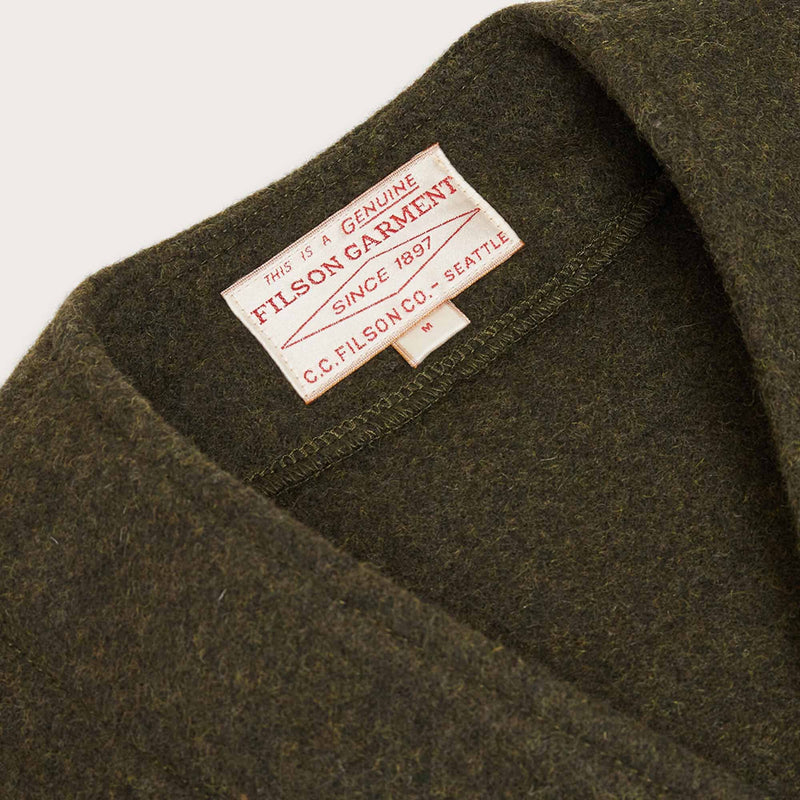 THIS IS A GENUINE
FILSON GARMENT
SINCE 1897
C.C. FILSON CO. - SEATTLE
M